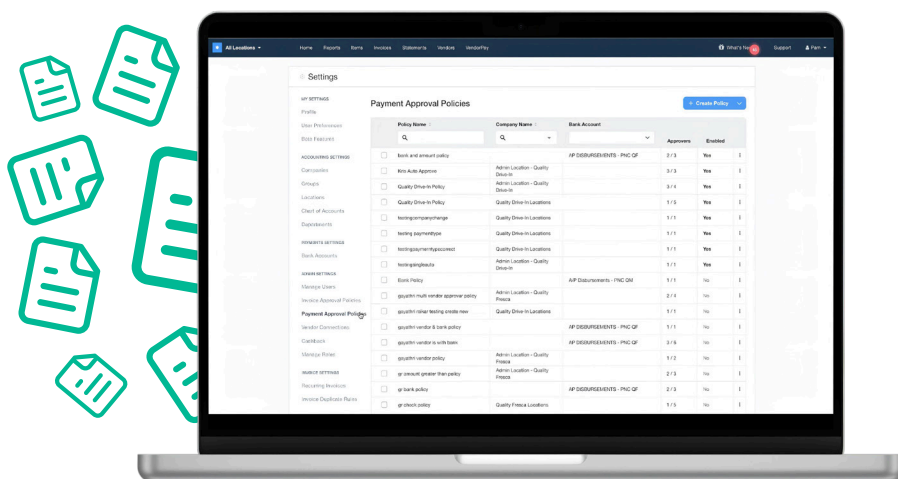 All Locations
Home Reports Items Invoices Statements Vendors VendorPay
What's New Support Pam
Settings
MY SETTINGS
Profile
User Preferences
Beta Features
ACCOUNTING SETTINGS
Companies
Groups
Locations
Chart of Accounts
Departments
PAYMENTS SETTINGS
Bank Accounts
ADMIN SETTINGS
Manage Users
Invoice Approval Policies
Payment Approval Policies
Vendor Connections
Cashback
Manage Roles
INVOICE SETTINGS
Recurring Invoices
Invoice Duplicate Rules
Payment Approval Policies
+ Create Policy
Policy Name Company Name Bank Account Approvers Enabled
bank and amount policy AP DISBURSEMENTS - PNC QF 2 / 3 Yes
Kirs Auto Approve Admin Location - Quality Drive-In 3 / 3 Yes
Quality Drive-In Policy Admin Location - Quality Drive-In 3 / 4 Yes
Quality Drive-In Policy Quality Drive-In Locations 1 / 5 Yes
testingcompanychange Quality Drive-In Locations 1 / 1 Yes
testing paymenttype Quality Drive-In Locations 1 / 1 Yes
testingpaymenttypecorrect Quality Drive-In Locations 1 / 1 Yes
testingsingleauto Admin Location - Quality Drive-In 1 / 1 Yes
Bank Policy A/P Disbursements - PNC QM 1 / 1 No
gayathri multi vendor approver policy Admin Location - Quality Fresca 2 / 3 No
gayathri rohar testing create new Quality Drive-In Locations 1 / 1 No
gayathri vendor & bank policy AP DISBURSEMENTS - PNC QF 1 / 1 No
gayathri vendor is with bank AP DISBURSEMENTS - PNC QF 3 / 6 No
gayathri vendor policy Admin Location - Quality Fresca 1 / 2 No
gr amount greater than policy Admin Location - Quality Fresca 2 / 3 No
gr bank policy AP DISBURSEMENTS - PNC QF 2 / 3 No
gr check policy Quality Fresca Locations 1 / 5 No